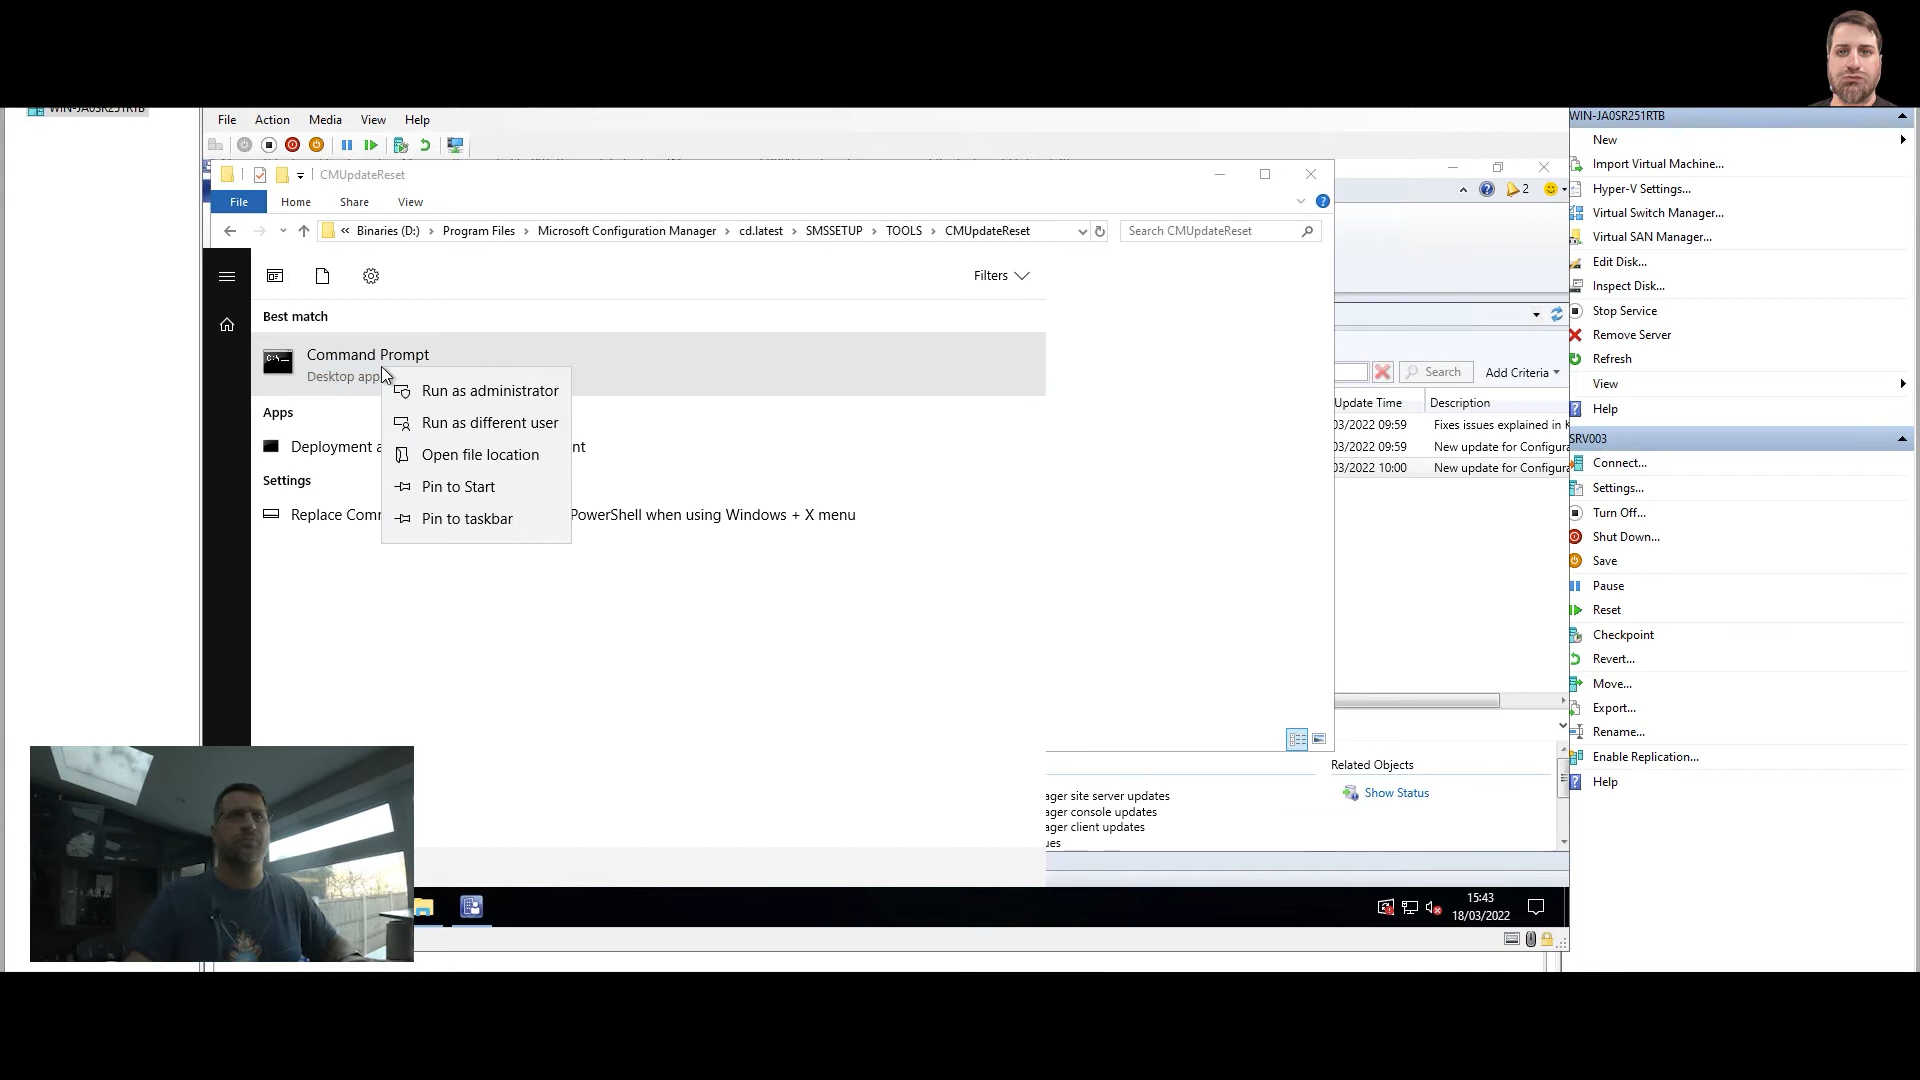 WIN-JA0SR251RTB
File Action Media View Help
CMUpdateReset
File Home Share View
Binaries (D:) Program Files Microsoft Configuration Manager cd.latest SMSSETUP TOOLS CMUpdateReset
Search CMUpdateReset
2
Filters
Best match
Command Prompt
Desktop app
Run as administrator
Run as different user
Open file location
Pin to Start
Pin to taskbar
Apps
Deployment a
nt
Settings
Replace Comm
PowerShell when using Windows + X menu
Search Add Criteria
Update Time Description
03/2022 09:59 Fixes issues explained in K
03/2022 09:59 New update for Configura
03/2022 10:00 New update for Configura
Related Objects
Show Status
ager site server updates
ager console updates
ager client updates
ues
15:43
18/03/2022
WIN-JA0SR251RTB
New
Import Virtual Machine...
Hyper-V Settings...
Virtual Switch Manager...
Virtual SAN Manager...
Edit Disk...
Inspect Disk...
Stop Service
Remove Server
Refresh
View
Help
SRV003
Connect...
Settings...
Turn Off...
Shut Down...
Save
Pause
Reset
Checkpoint
Revert...
Move...
Export...
Rename...
Enable Replication...
Help